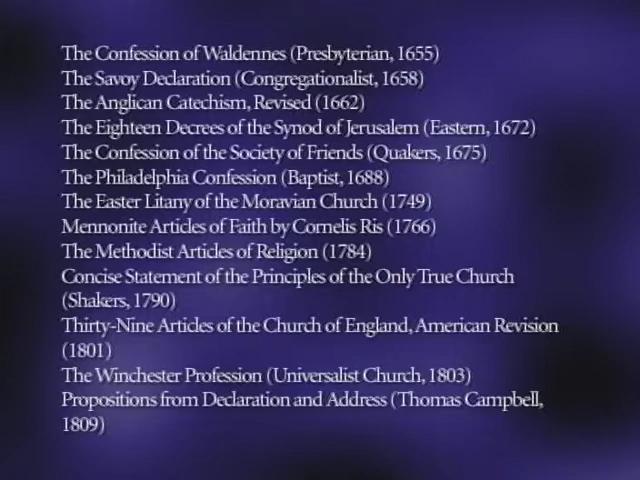 The Confession of Waldennes (Presbyterian, 1655)
The Savoy Declaration (Congregationalist, 1658)
The Anglican Catechism, Revised (1662)
The Eighteen Decrees of the Synod of Jerusalem (Eastern, 1672)
The Confession of the Society of Friends (Quakers, 1675)
The Philadelphia Confession (Baptist, 1688)
The Easter Litany of the Moravian Church (1749)
Mennonite Articles of Faith by Cornelis Ris (1766)
The Methodist Articles of Religion (1784)
Concise Statement of the Principles of the Only True Church
(Shakers, 1790)
Thirty-Nine Articles of the Church of England, American Revision
(1801)
The Winchester Profession (Universalist Church, 1803)
Propositions from Declaration and Address (Thomas Campbell,
1809)